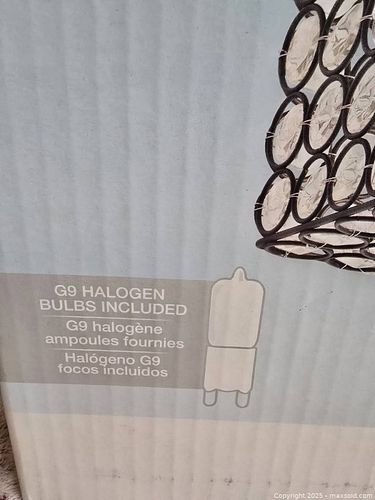 G9 HALOGEN
BULBS INCLUDED
G9 halogène
ampoules fournies
Halógeno G9
focos incluidos
Copyright 2025 - maxsold.com